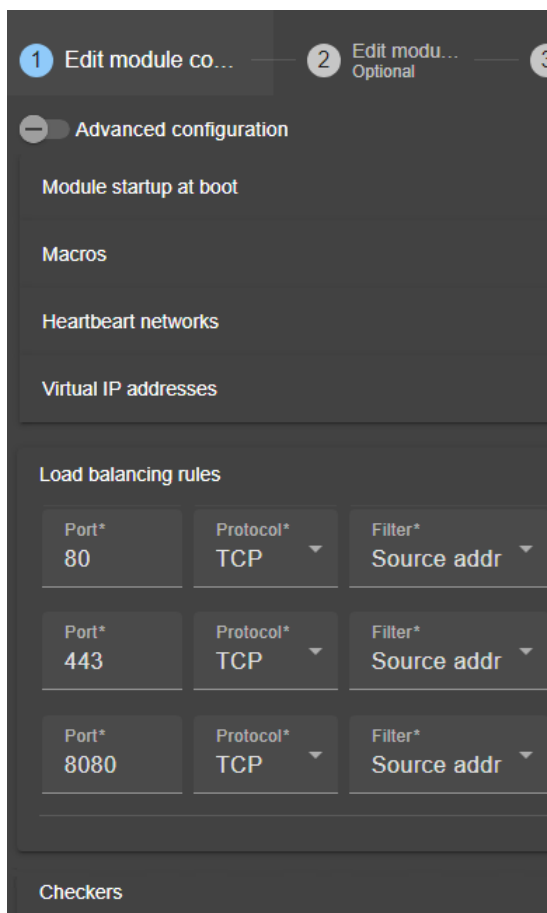 1 Edit module co... 2 Edit modu... 3
Optional
Advanced configuration
Module startup at boot
Macros
Heartbeart networks
Virtual IP addresses
Load balancing rules
Port* Protocol* Filter*
80 TCP Source addr
Port* Protocol* Filter*
443 TCP Source addr
Port* Protocol* Filter*
8080 TCP Source addr
Checkers